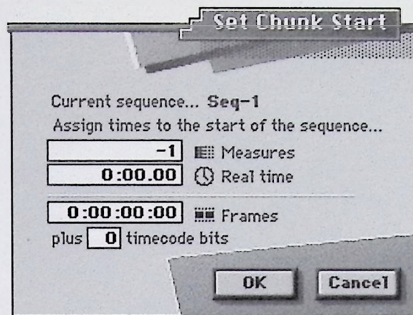 Set Chunk Start
Current sequence... Seq-1
Assign times to the start of the sequence...
-1 Measures
0:00.00 Real time
0:00:00:00 Frames
plus 0 timecode bits
OK Cancel